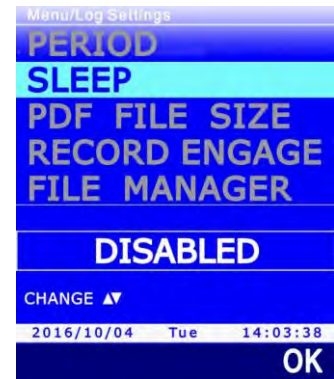 Menu/Log Settings
PERIOD
SLEEP
PDF FILE SIZE
RECORD ENGAGE
FILE MANAGER
DISABLED
CHANGE ▲▼
2016/10/04 Tue 14:03:38
OK